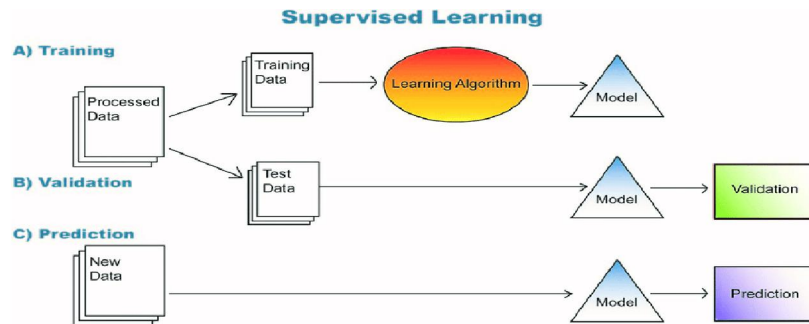 Supervised Learning
A) Training
Processed
Data
Training
Data
Learning Algorithm
Model
B) Validation
Test
Data
Model
Validation
C) Prediction
New
Data
Model
Prediction